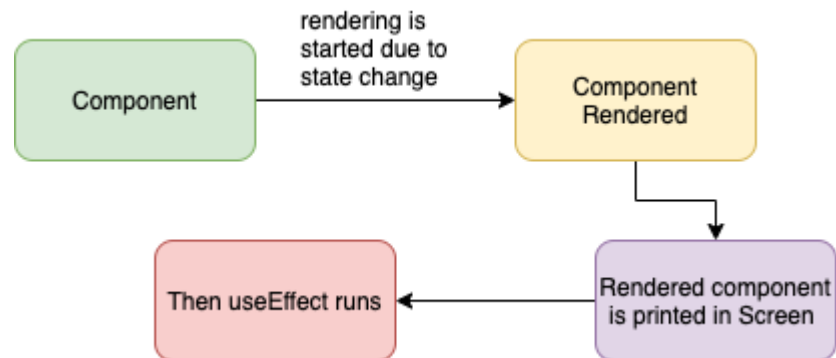 rendering is
started due to
state change
Component
Component
Rendered
Rendered component
is printed in Screen
Then useEffect runs